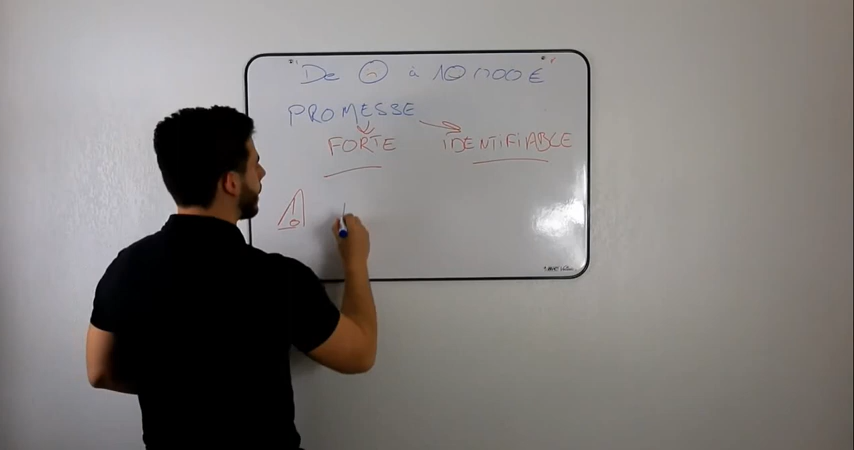 De 0 à 10 000 €
PROMESSE
FORTE IDENTIFIABLE